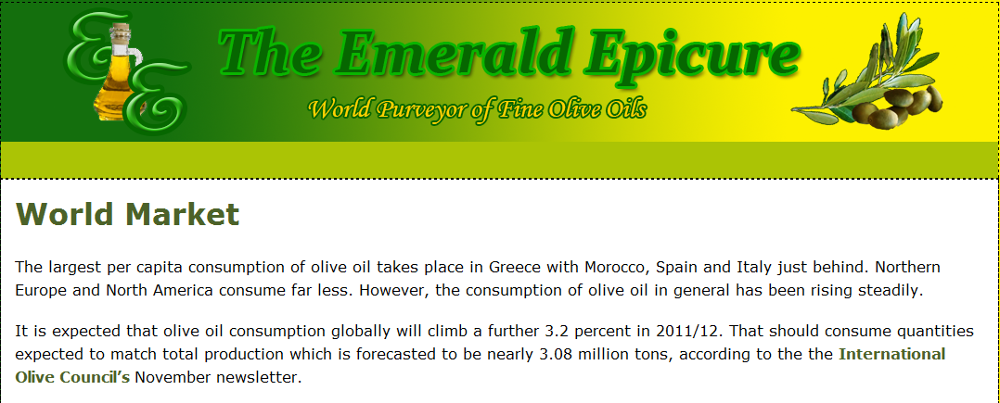 EE
The Emerald Epicure
World Purveyor of Fine Olive Oils
World Market
The largest per capita consumption of olive oil takes place in Greece with Morocco, Spain and Italy just behind. Northern
Europe and North America consume far less. However, the consumption of olive oil in general has been rising steadily.
It is expected that olive oil consumption globally will climb a further 3.2 percent in 2011/12. That should consume quantities
expected to match total production which is forecasted to be nearly 3.08 million tons, according to the the International
Olive Council’s November newsletter.